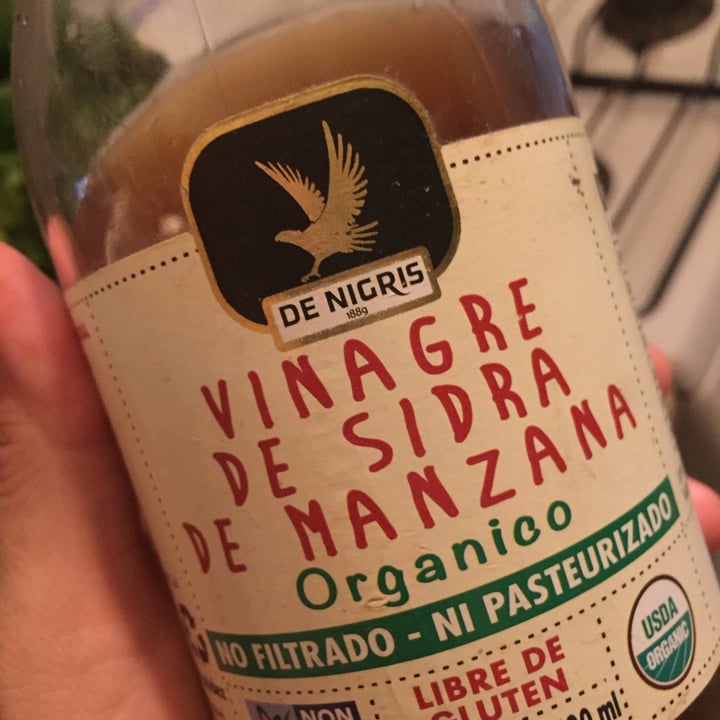 DE NIGRIS
1889
VINAGRE
DE SIDRA
DE MANZANA
Organico
NO FILTRADO - NI PASTEURIZADO
NON
LIBRE DE
GLUTEN
ml
USDA
ORGANIC